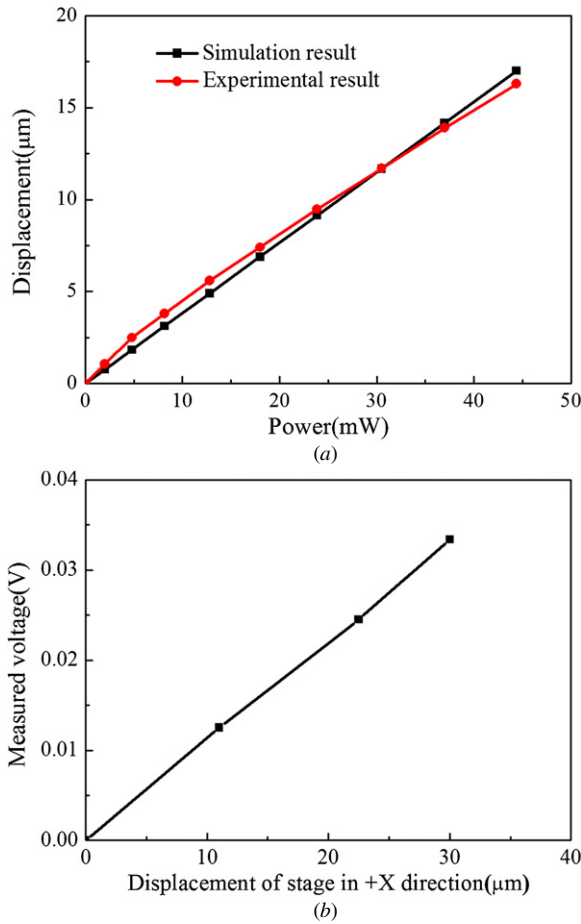 20
15
10
5
0
Displacement(μm)
Simulation result
Experimental result
0 10 20 30 40 50
Power(mW)
(a)
0.04
0.03
0.02
0.01
0.00
Measured voltage(V)
0 10 20 30 40
Displacement of stage in +X direction(μm)
(b)